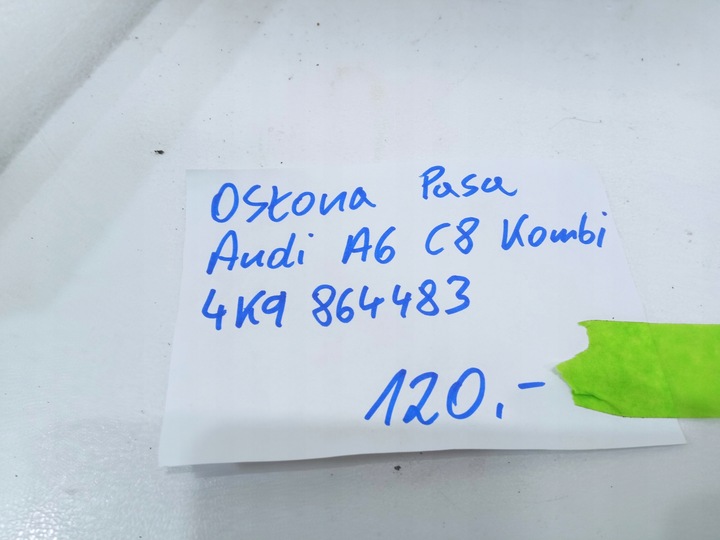 Osłona Pasa
Audi A6 C8 Kombi
4K9 864483
120,-